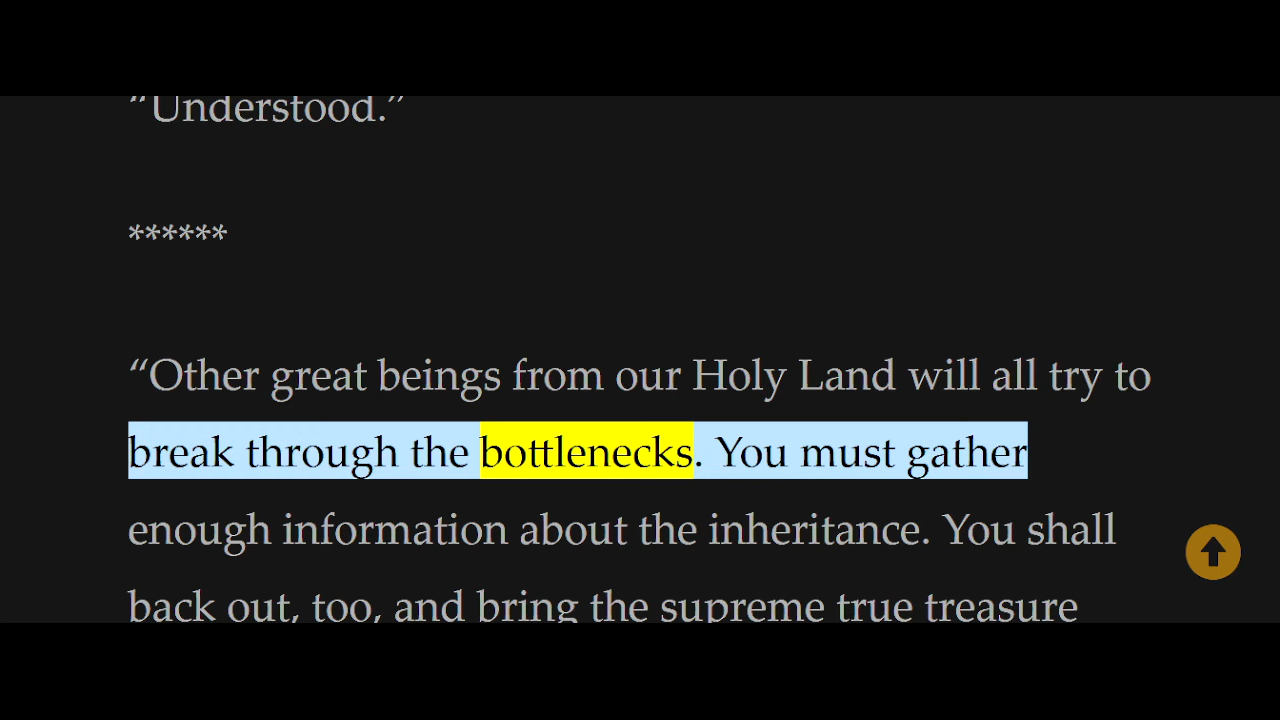 “Understood.”
******
“Other great beings from our Holy Land will all try to
break through the bottlenecks. You must gather
enough information about the inheritance. You shall
back out, too, and bring the supreme true treasure